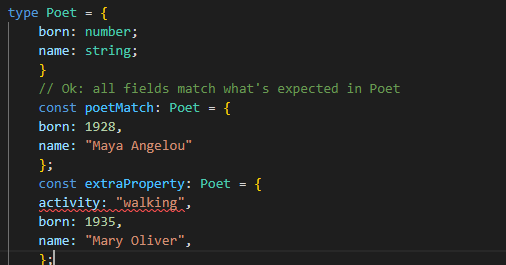 type Poet = {
born: number;
name: string;
}
// Ok: all fields match what's expected in Poet
const poetMatch: Poet = {
born: 1928,
name: "Maya Angelou"
};
const extraProperty: Poet = {
activity: "walking",
born: 1935,
name: "Mary Oliver",
};